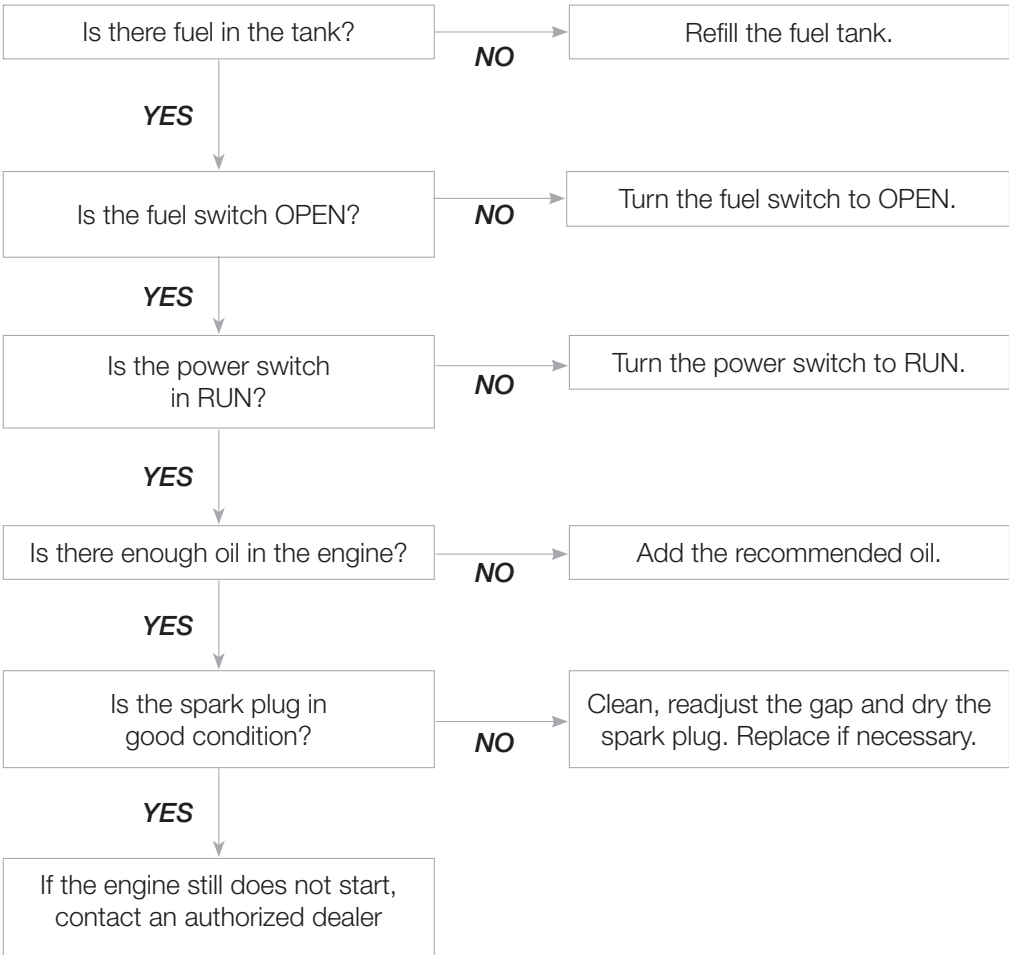 Is there fuel in the tank?
NO
Refill the fuel tank.
YES
Is the fuel switch OPEN?
NO
Turn the fuel switch to OPEN.
YES
Is the power switch
in RUN?
NO
Turn the power switch to RUN.
YES
Is there enough oil in the engine?
NO
Add the recommended oil.
YES
Is the spark plug in
good condition?
NO
Clean, readjust the gap and dry the
spark plug. Replace if necessary.
YES
If the engine still does not start,
contact an authorized dealer